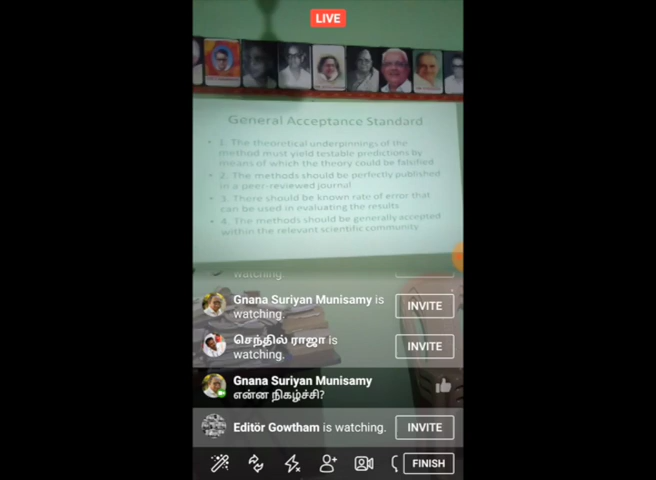 LIVE
General Acceptance Standard
• 1. The theoretical underpinnings of the
method must yield testable predictions by
means of which the theory could be falsified
• 2. The methods should be perfectly published
in a peer-reviewed journal
• 3. There should be known rate of error that
can be used in evaluating the results
• 4. The methods should be generally accepted
within the relevant scientific community
watching.
Gnana Suriyan Munisamy is
watching.
INVITE
செந்தில் ராஜா is
watching.
INVITE
Gnana Suriyan Munisamy
என்ன நிகழ்ச்சி?
Editör Gowtham is watching.
INVITE
FINISH